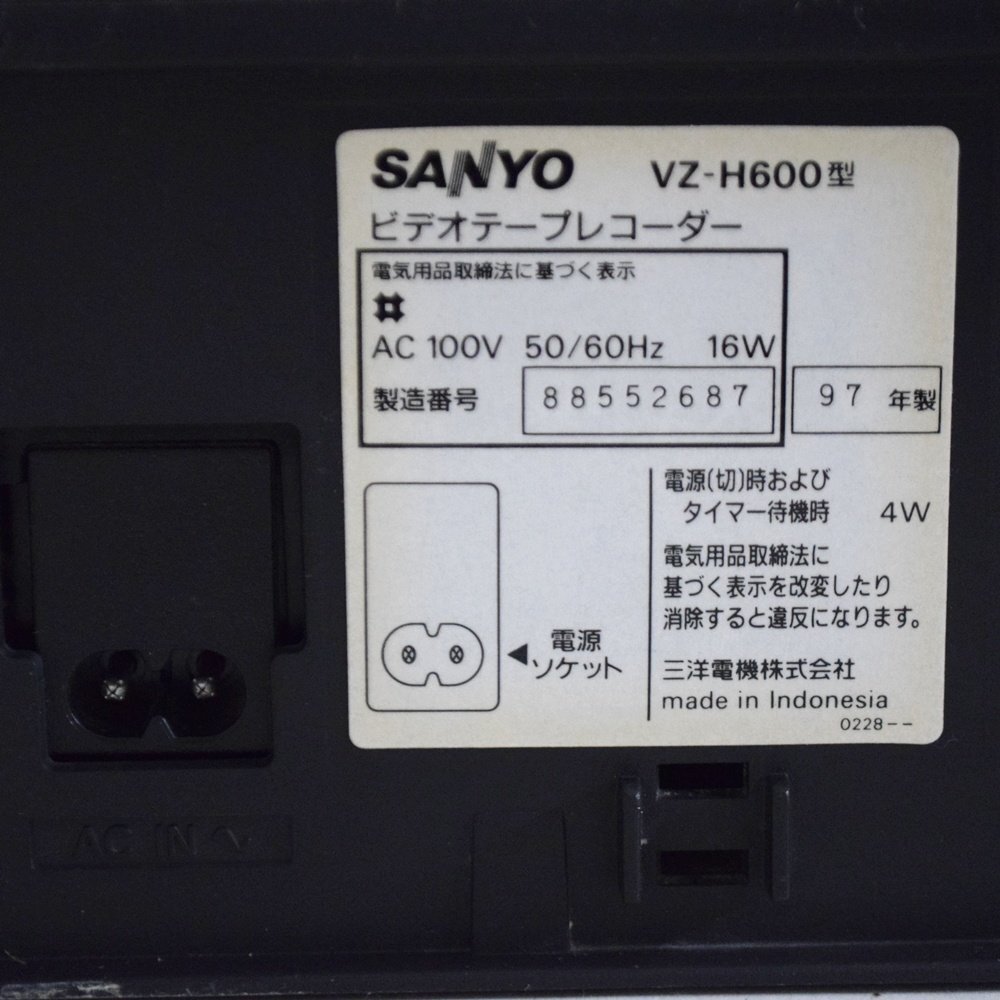 SANYO VZ-H600型
ビデオテープレコーダー
電気用品取締法に基づく表示
AC 100V 50/60Hz 16W
製造番号 88552687 97 年製
電源(切)時および
タイマー待機時 4W
電気用品取締法に
基づく表示を改変したり
消除すると違反になります。
電源
ソケット
三洋電機株式会社
made in Indonesia
0228--
AC IN ~